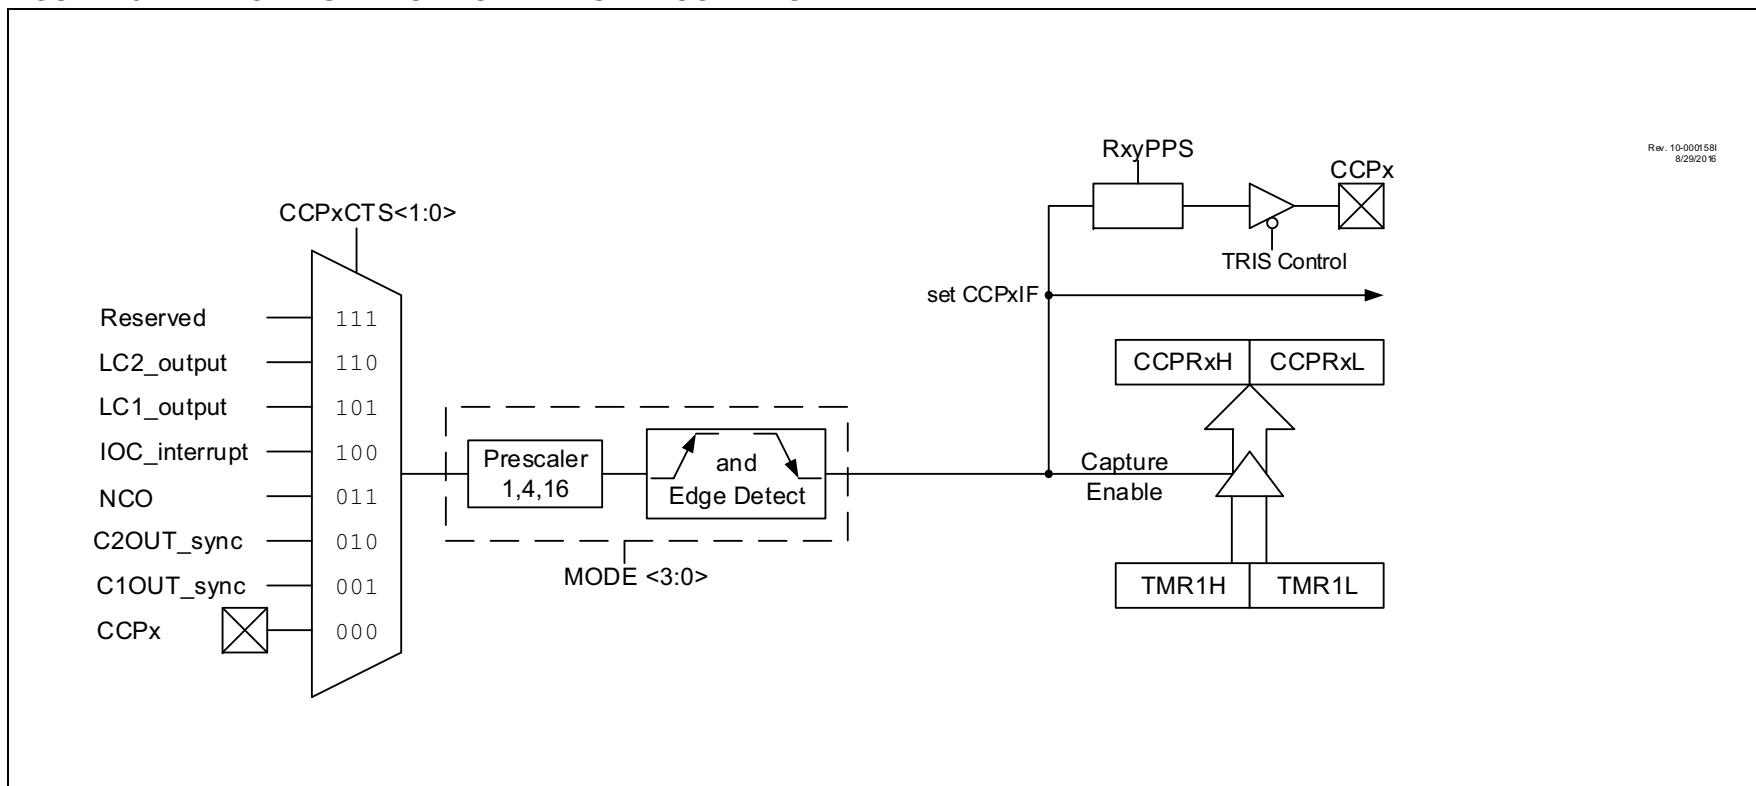 RxyPPS
CCPx
Rev. 10-000158I
8/29/2016
CCPxCTS<1:0>
TRIS Control
set CCPxIF
Reserved 111
LC2_output 110
LC1_output 101
IOC_interrupt 100
NCO 011
C2OUT_sync 010
C1OUT_sync 001
CCPx 000
Prescaler
1,4,16
and
Edge Detect
MODE <3:0>
CCPRxH CCPRxL
Capture
Enable
TMR1H TMR1L